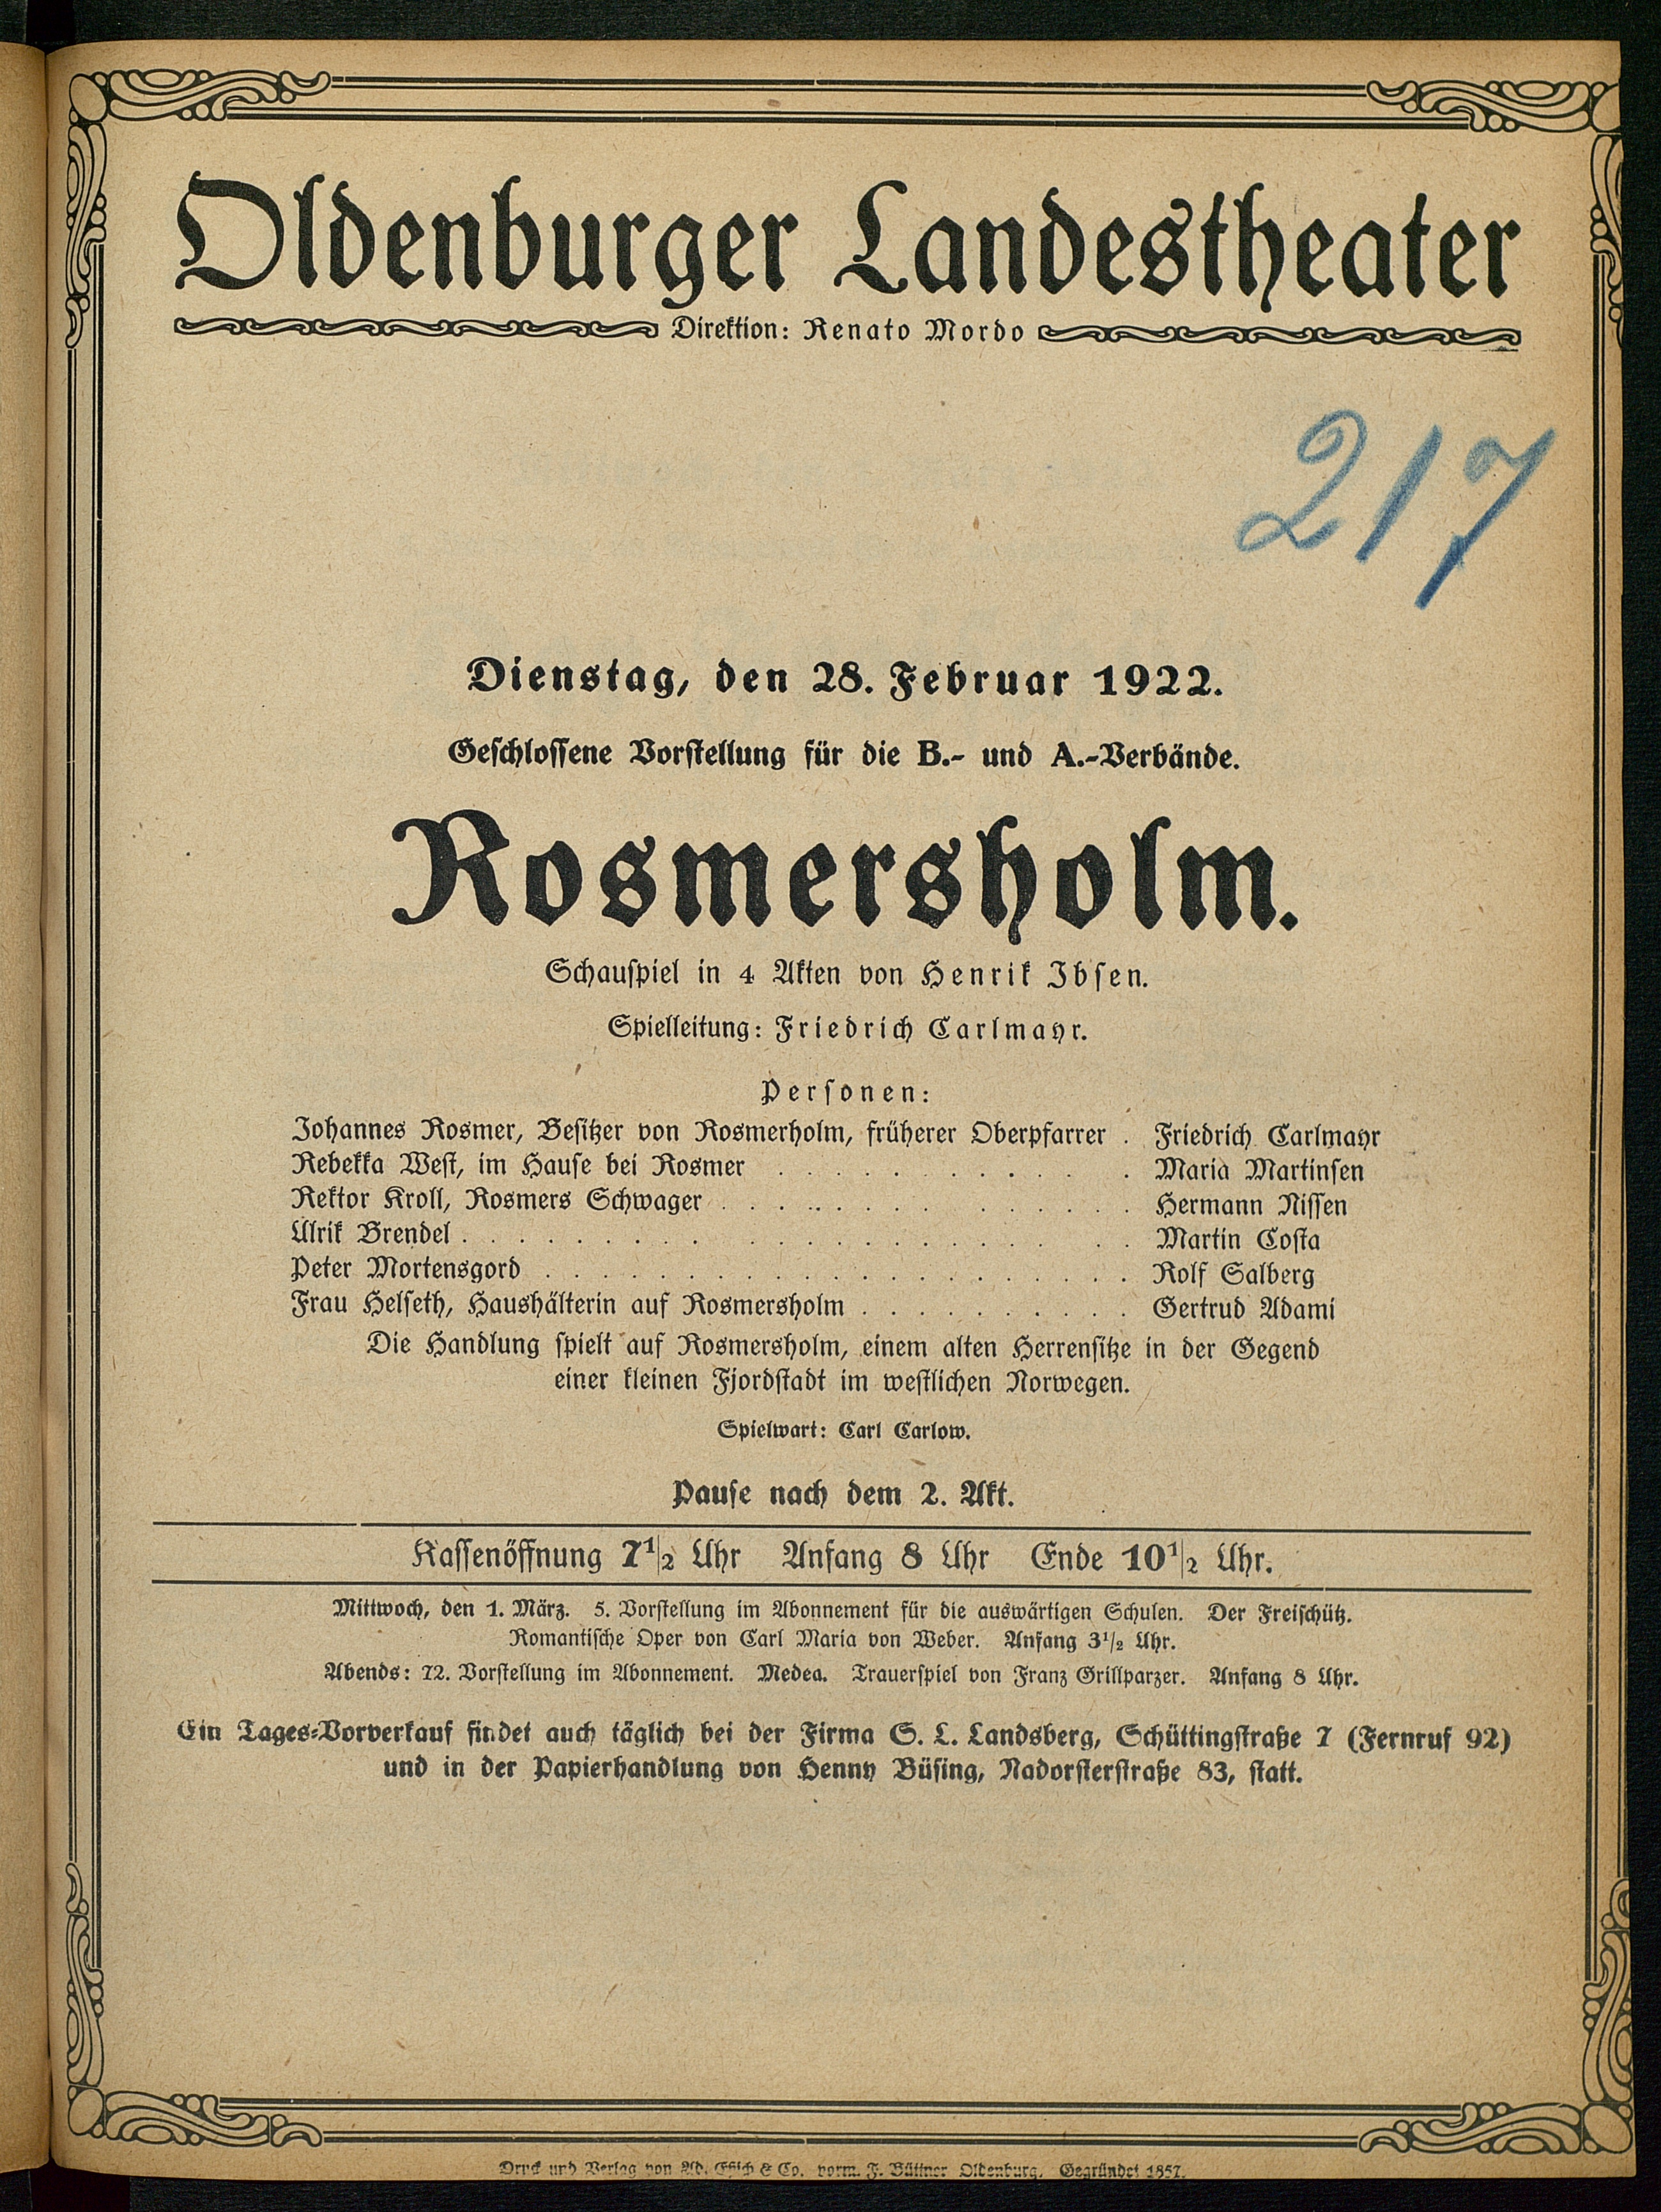 Oldenburger Landestheater
Direktion: Renato Mordo
217
Dienstag, den 28. Februar 1922.
Geschlossene Vorstellung für die B.- und A.-Verbände.
Rosmersholm.
Schauspiel in 4 Akten von Henrik Ibsen.
Spielleitung: Friedrich Carlmayr.
Personen:
Johannes Rosmer, Besitzer von Rosmerholm, früherer Oberpfarrer . Friedrich Carlmayr
Rebekka West, im Hause bei Rosmer . . . . . . . . . . . . Maria Martinsen
Rektor Kroll, Rosmers Schwager . . . . . . . . . . . . . . Hermann Nissen
Ulrik Brendel . . . . . . . . . . . . . . . . . . . . . . Martin Costa
Peter Mortensgord . . . . . . . . . . . . . . . . . . . . . Rolf Salberg
Frau Helseth, Haushälterin auf Rosmersholm . . . . . . . . . . Gertrud Adami
Die Handlung spielt auf Rosmersholm, einem alten Herrensitze in der Gegend
einer kleinen Fjordstadt im westlichen Norwegen.
Spielwart: Carl Carlow.
Pause nach dem 2. Akt.
Kassenöffnung 7 1/2 Uhr Anfang 8 Uhr Ende 10 1/2 Uhr.
Mittwoch, den 1. März. 5. Vorstellung im Abonnement für die auswärtigen Schulen. Der Freischütz.
Romantische Oper von Carl Maria von Weber. Anfang 3 1/2 Uhr.
Abends: 72. Vorstellung im Abonnement. Medea. Trauerspiel von Franz Grillparzer. Anfang 8 Uhr.
Ein Tages-Vorverkauf findet auch täglich bei der Firma S. L. Landsberg, Schüttingstraße 7 (Fernruf 92)
und in der Papierhandlung von Henny Büsing, Nadorsterstraße 83, statt.
Druck und Verlag von Ad. & Co. vorm. F. Büttner Oldenburg. Gegründet 1857.